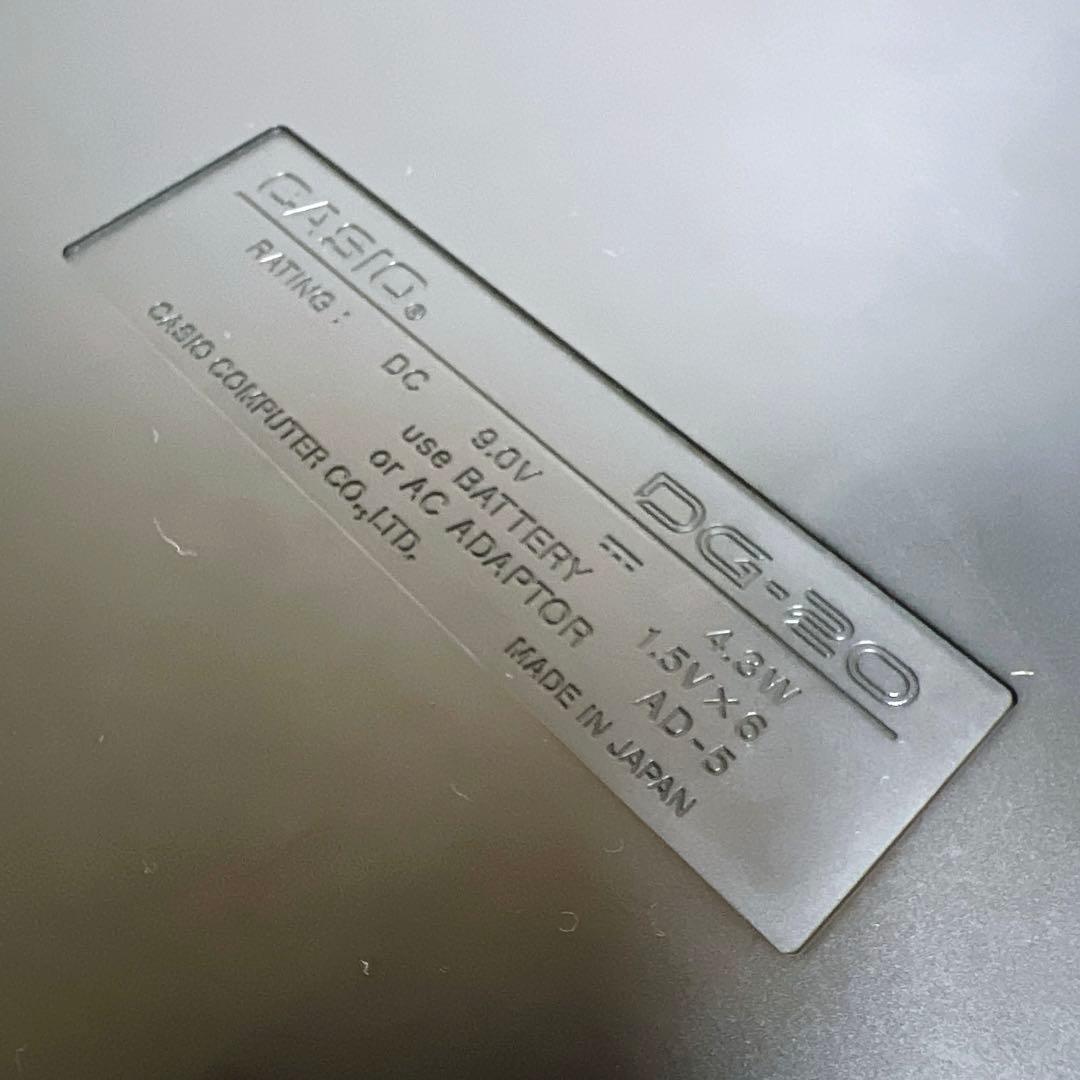 CASIO® DG-20
RATING : DC 9.0V ⎓ 4.3W
use BATTERY 1.5V×6
or AC ADAPTOR AD-5
CASIO COMPUTER CO.,LTD. MADE IN JAPAN